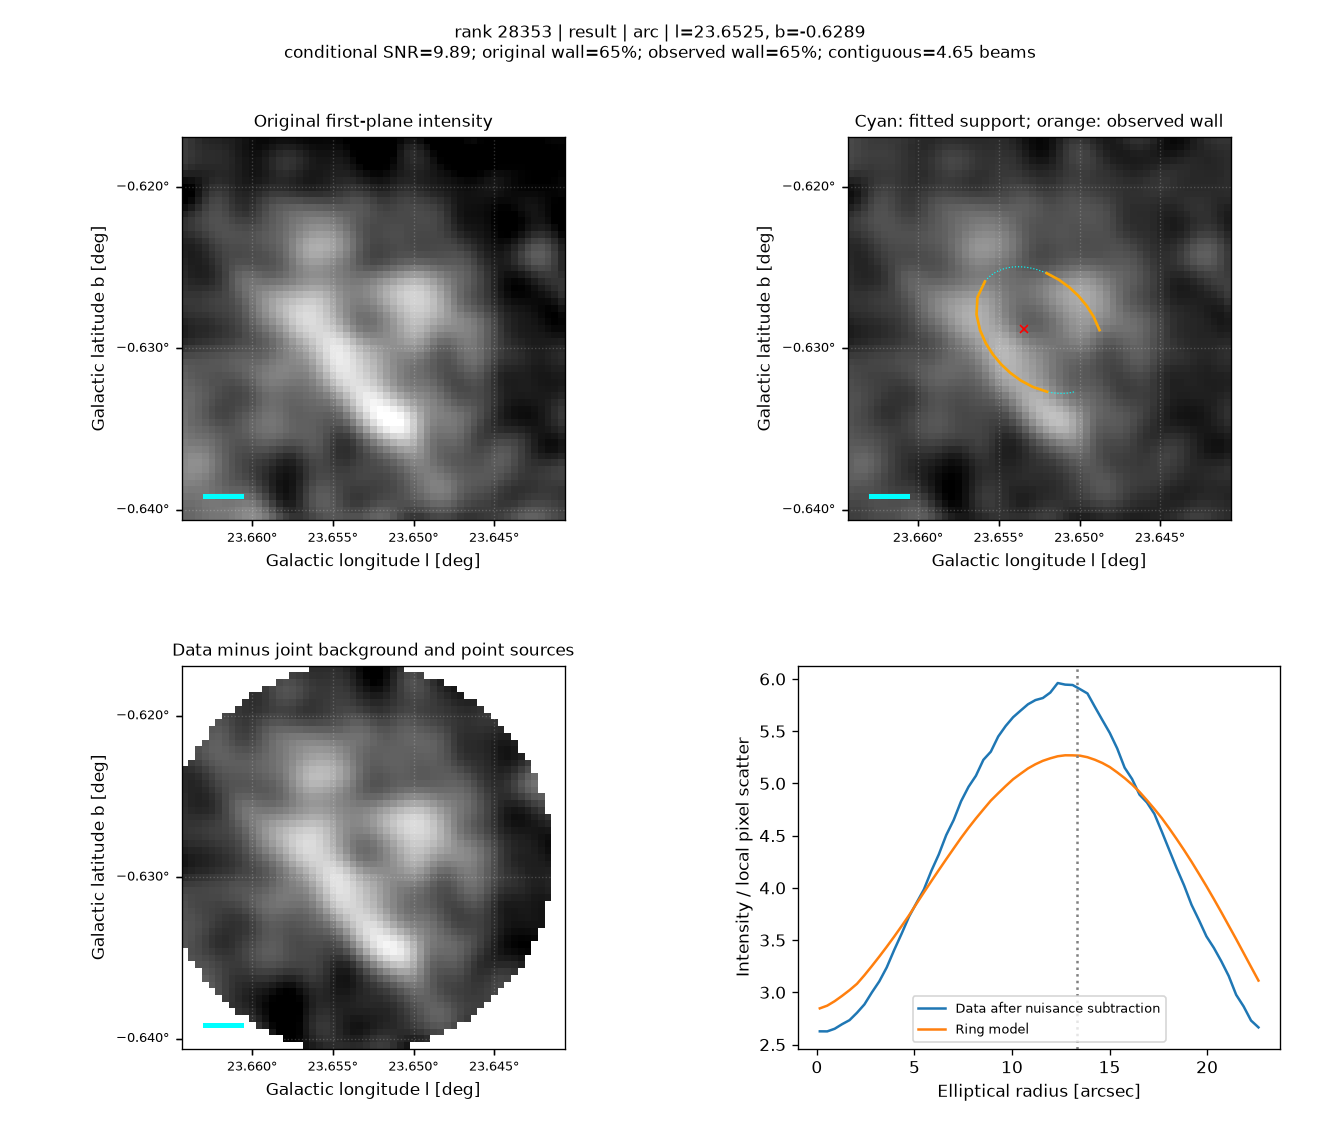 rank 28353 | result | arc | l=23.6525, b=-0.6289
conditional SNR=9.89; original wall=65%; observed wall=65%; contiguous=4.65 beams
Original first-plane intensity
Cyan: fitted support; orange: observed wall
−0.620°
−0.630°
−0.640°
Galactic latitude b [deg]
23.660° 23.655° 23.650° 23.645°
Galactic longitude l [deg]
−0.620°
−0.630°
−0.640°
Galactic latitude b [deg]
23.660° 23.655° 23.650° 23.645°
Galactic longitude l [deg]
Data minus joint background and point sources
−0.620°
−0.630°
−0.640°
Galactic latitude b [deg]
23.660° 23.655° 23.650° 23.645°
Galactic longitude l [deg]
6.0
5.5
5.0
4.5
4.0
3.5
3.0
2.5
Intensity / local pixel scatter
Data after nuisance subtraction
Ring model
0 5 10 15 20
Elliptical radius [arcsec]